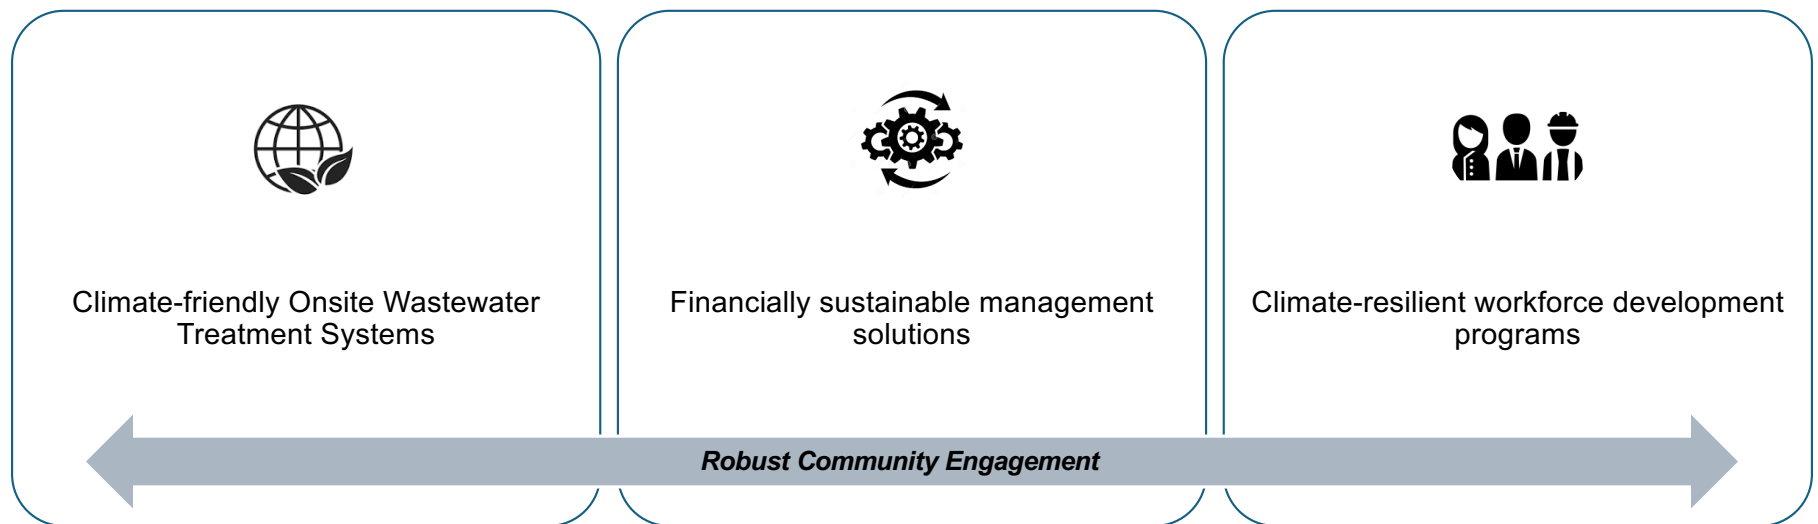 Climate-friendly Onsite Wastewater
Treatment Systems
Financially sustainable management
solutions
Climate-resilient workforce development
programs
Robust Community Engagement